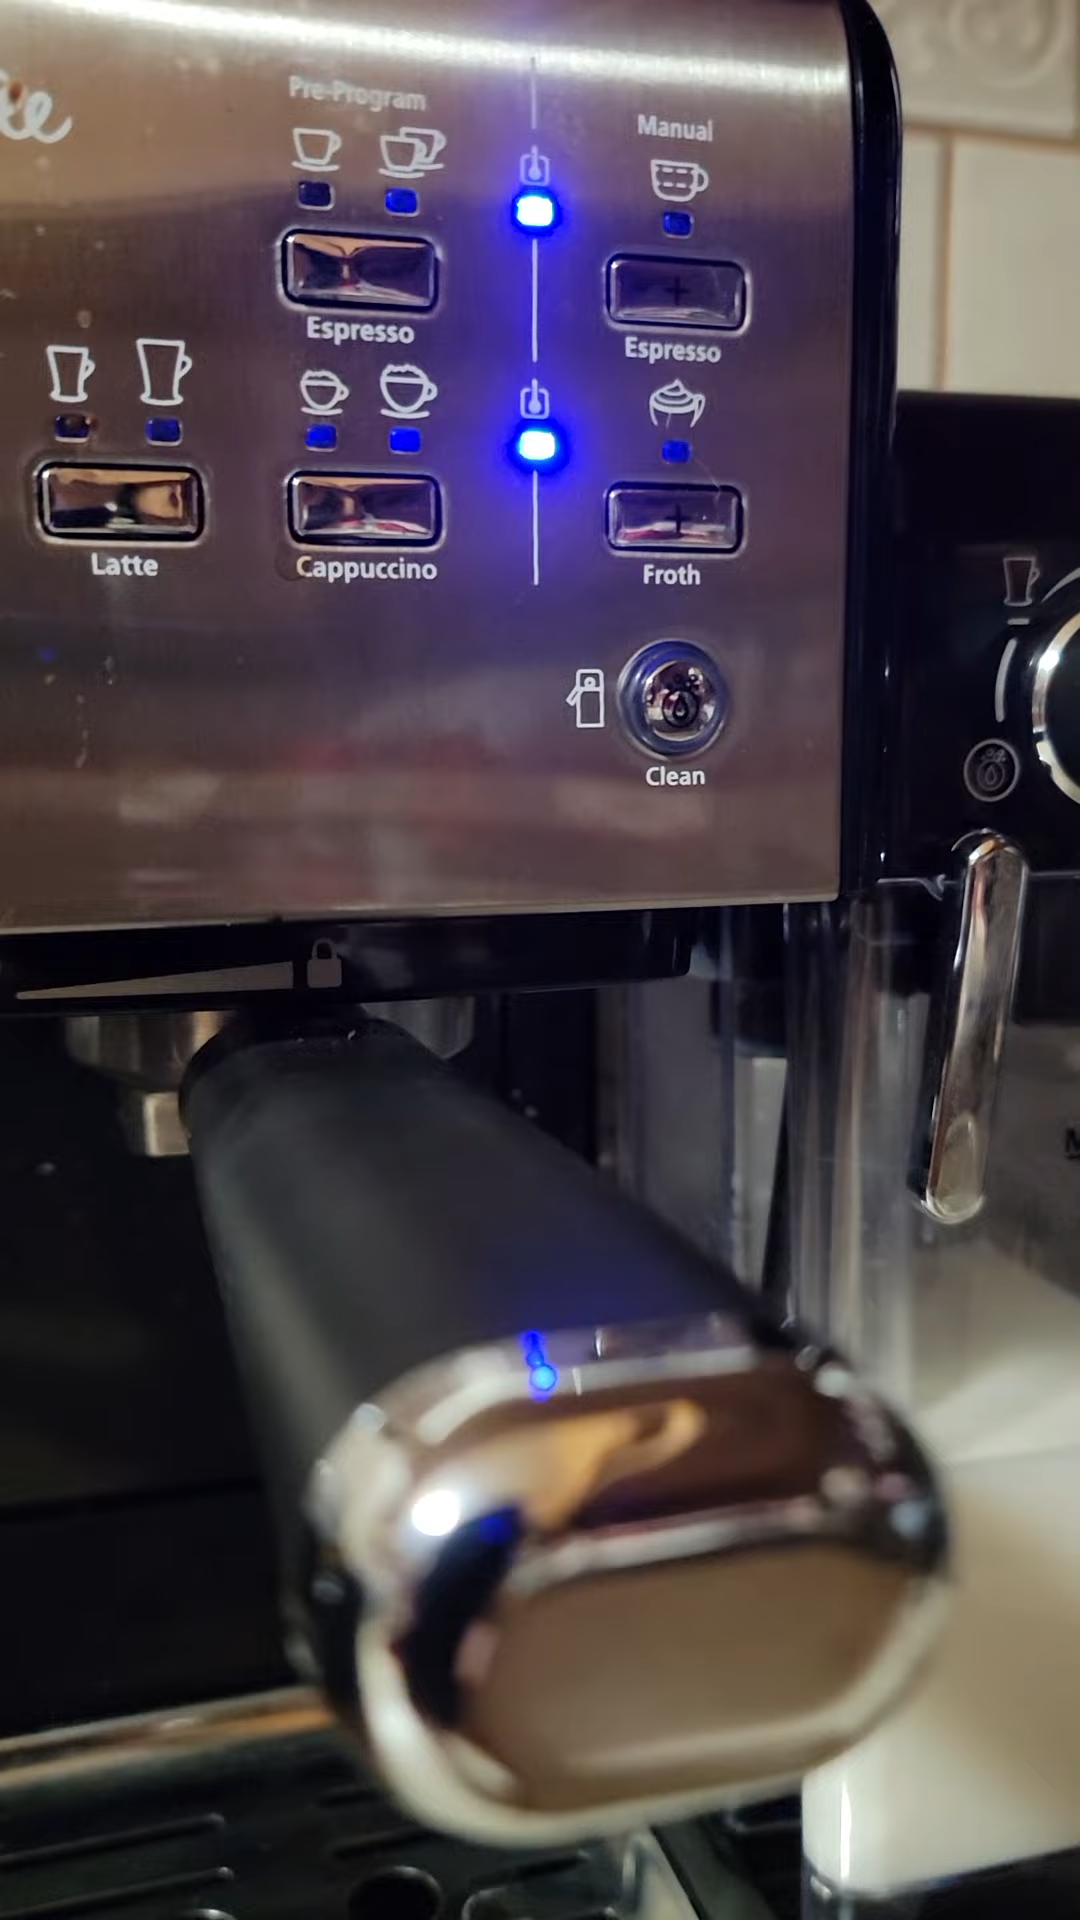 Pre-Program
Manual
Espresso
Espresso
Latte
Cappuccino
Froth
Clean